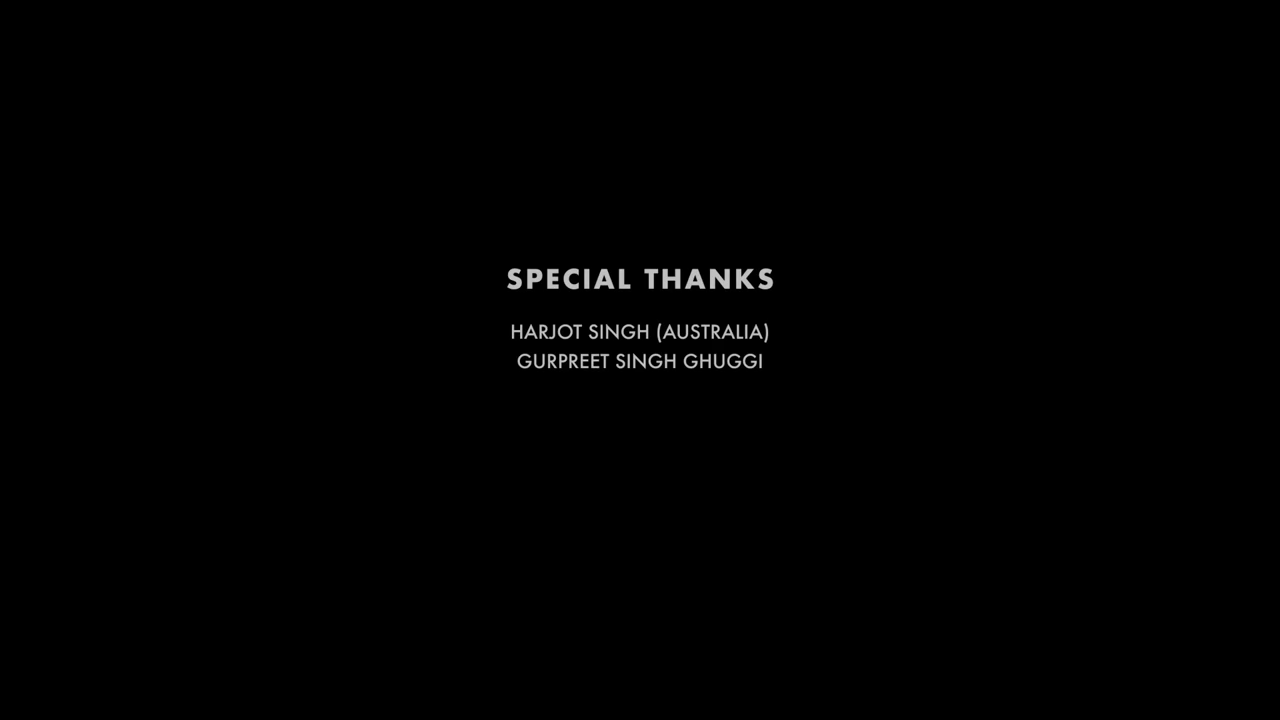 SPECIAL THANKS
HARJOT SINGH (AUSTRALIA)
GURPREET SINGH GHUGGI